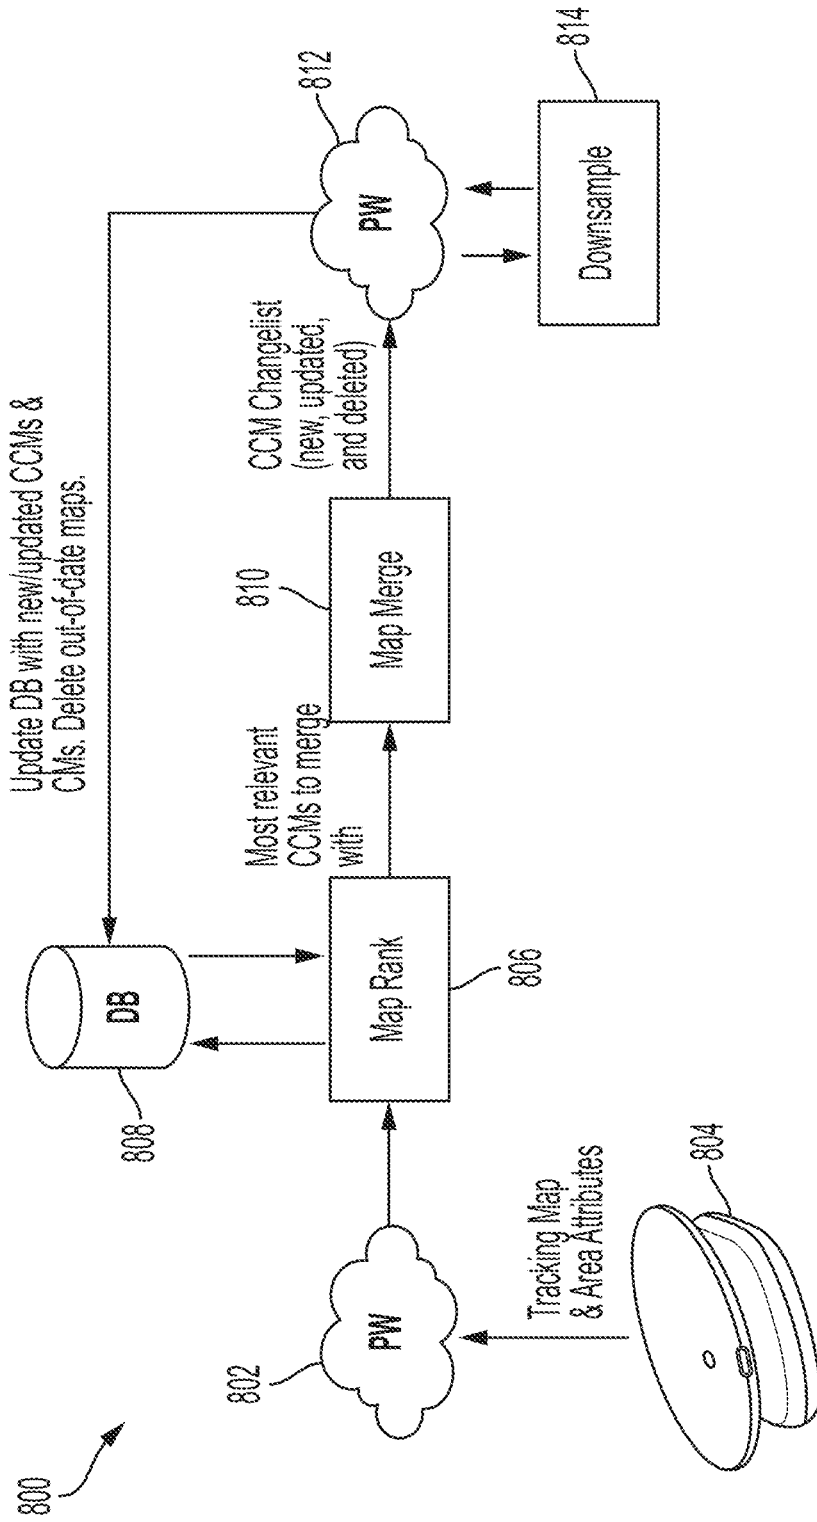 800
802
PW
Tracking Map
& Area Attributes
804
808
DB
Map Rank
806
Update DB with new/updated CCMs &
CMs. Delete out-of-date maps.
Most relevant
CCMs to merge
with
810
Map Merge
CCM Changelist
(new, updated,
and deleted)
812
PW
Downsample
814